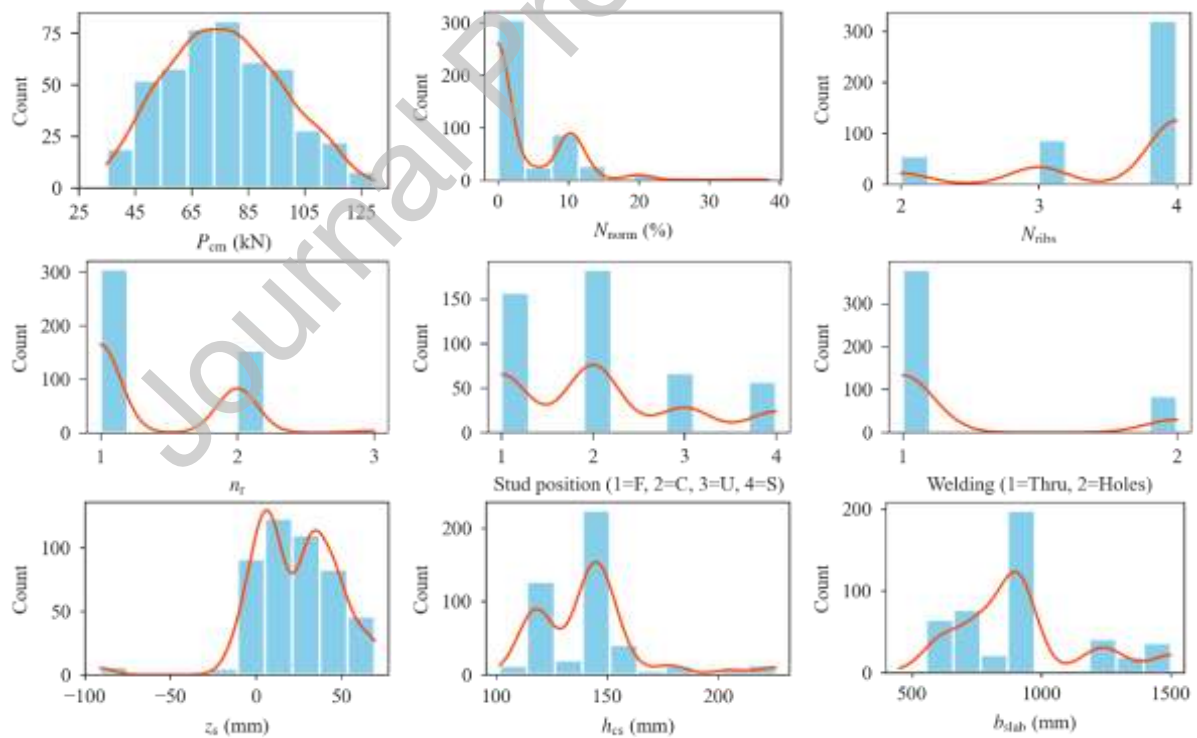 75
50
25
0
Count
25 45 65 85 105 125
P_cm (kN)
300
200
100
0
Count
0 10 20 30 40
N_norm (%)
300
200
100
0
Count
2 3 4
N_ribs
300
200
100
0
Count
1 2 3
n_r
150
100
50
0
Count
1 2 3 4
Stud position (1=F, 2=C, 3=U, 4=S)
300
200
100
0
Count
1 2
Welding (1=Thru, 2=Holes)
100
50
0
Count
−100 −50 0 50
z_s (mm)
200
100
0
Count
100 150 200
h_cs (mm)
200
100
0
Count
500 1000 1500
b_slab (mm)
Journal Pr